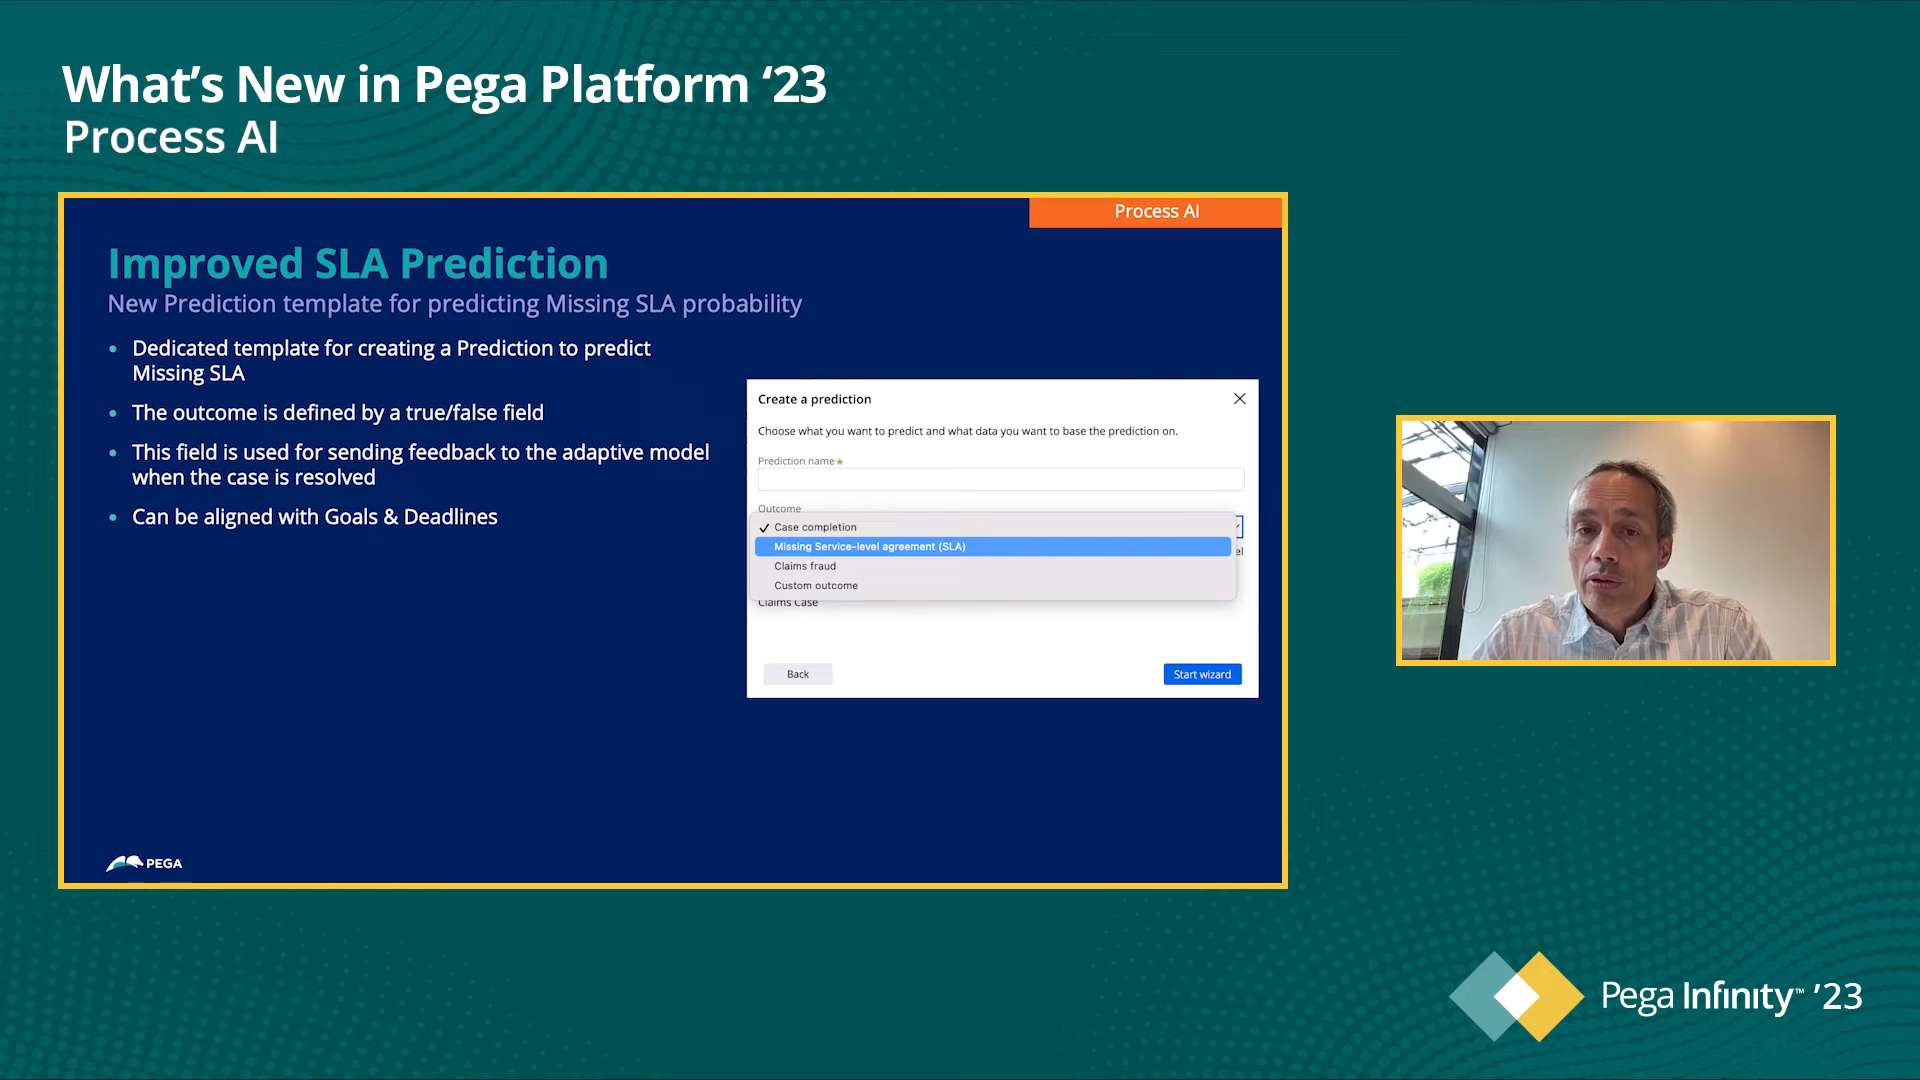 What’s New in Pega Platform ‘23
Process AI
Process AI
Improved SLA Prediction
New Prediction template for predicting Missing SLA probability
• Dedicated template for creating a Prediction to predict
Missing SLA
• The outcome is defined by a true/false field
• This field is used for sending feedback to the adaptive model
when the case is resolved
• Can be aligned with Goals & Deadlines
Create a prediction
Choose what you want to predict and what data you want to base the prediction on.
Prediction name
Outcome
✓ Case completion
Missing Service-level agreement (SLA)
Claims fraud
Custom outcome
Claims Case
Back
Start wizard
PEGA
Pega Infinity™ ’23